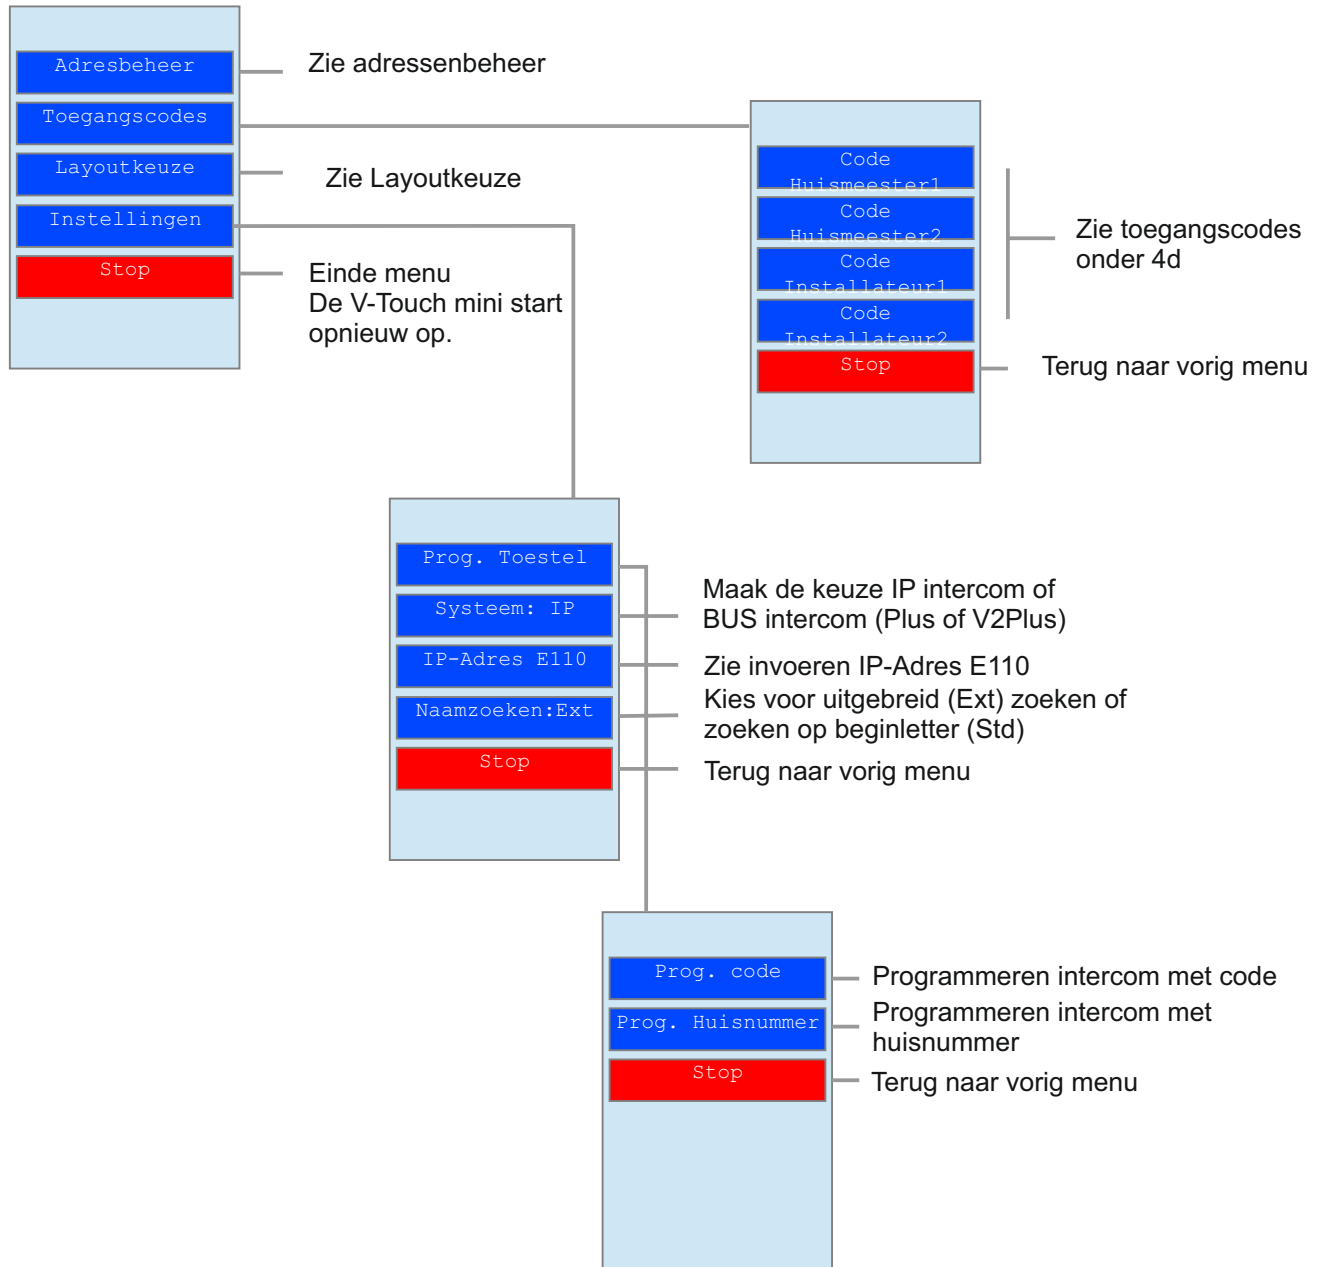 Adresbeheer
Toegangscodes
Layoutkeuze
Instellingen
Stop
Zie adressenbeheer
Zie Layoutkeuze
Einde menu
De V-Touch mini start
opnieuw op.
Code
Huismeester1
Code
Huismeester2
Code
Installateur1
Code
Installateur2
Stop
Zie toegangscodes
onder 4d
Terug naar vorig menu
Prog. Toestel
Systeem: IP
IP-Adres E110
Naamzoeken:Ext
Stop
Maak de keuze IP intercom of
BUS intercom (Plus of V2Plus)
Zie invoeren IP-Adres E110
Kies voor uitgebreid (Ext) zoeken of
zoeken op beginletter (Std)
Terug naar vorig menu
Prog. code
Prog. Huisnummer
Stop
Programmeren intercom met code
Programmeren intercom met
huisnummer
Terug naar vorig menu